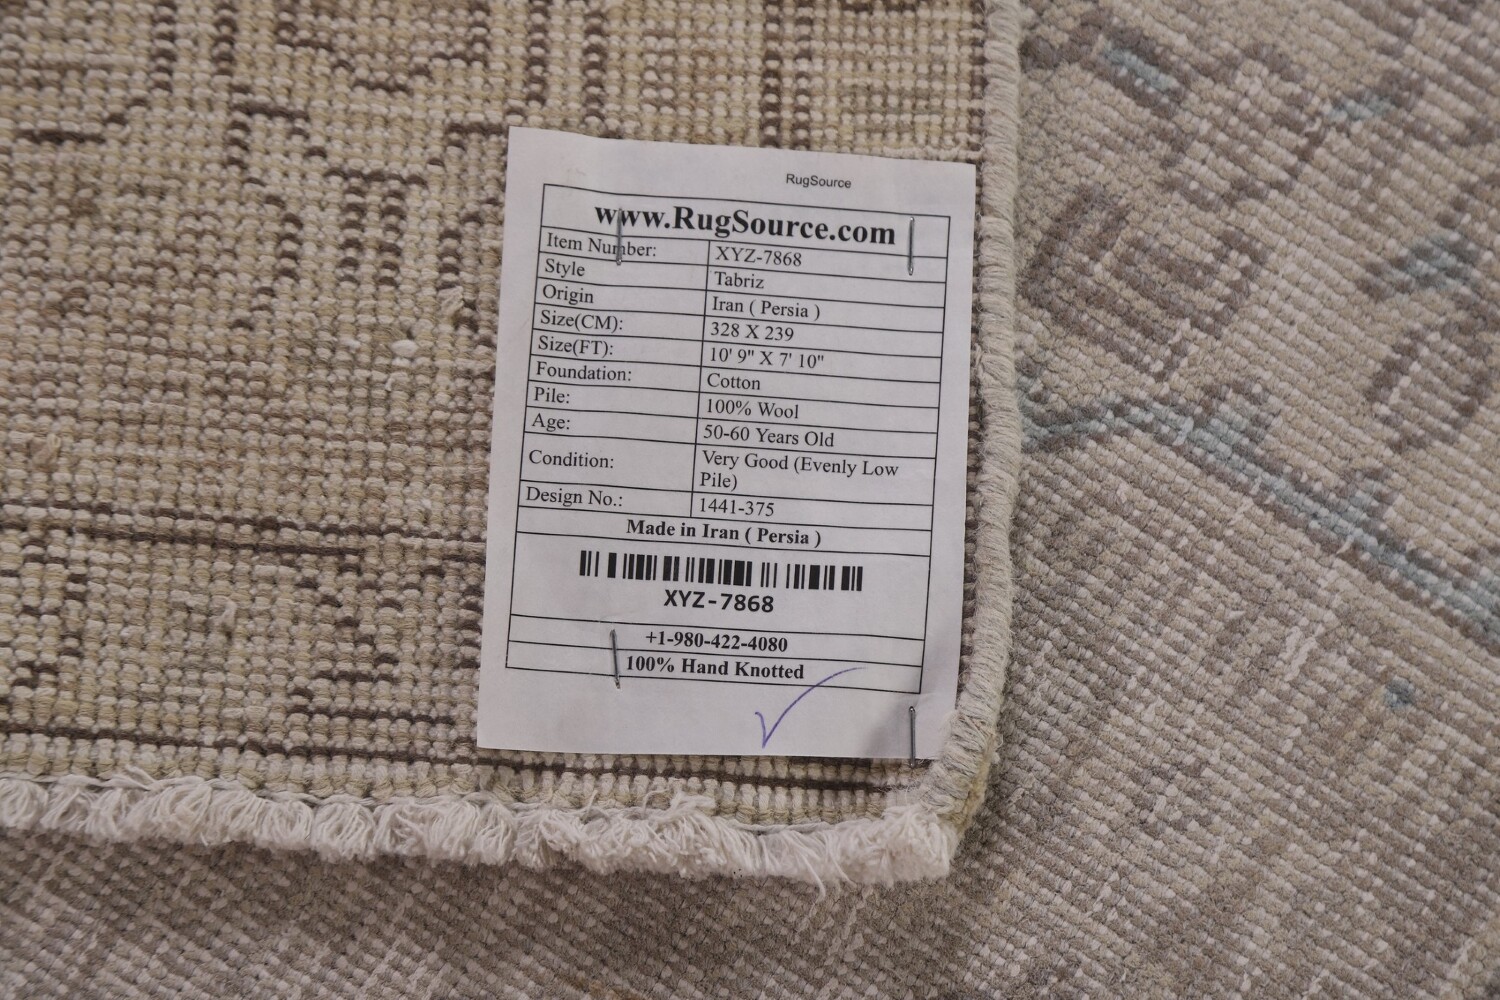 RugSource
www.RugSource.com
Item Number: XYZ-7868
Style Tabriz
Origin Iran ( Persia )
Size(CM): 328 X 239
Size(FT): 10' 9" X 7' 10"
Foundation: Cotton
Pile: 100% Wool
Age: 50-60 Years Old
Condition: Very Good (Evenly Low
Pile)
Design No.: 1441-375
Made in Iran ( Persia )
XYZ-7868
+1-980-422-4080
100% Hand Knotted